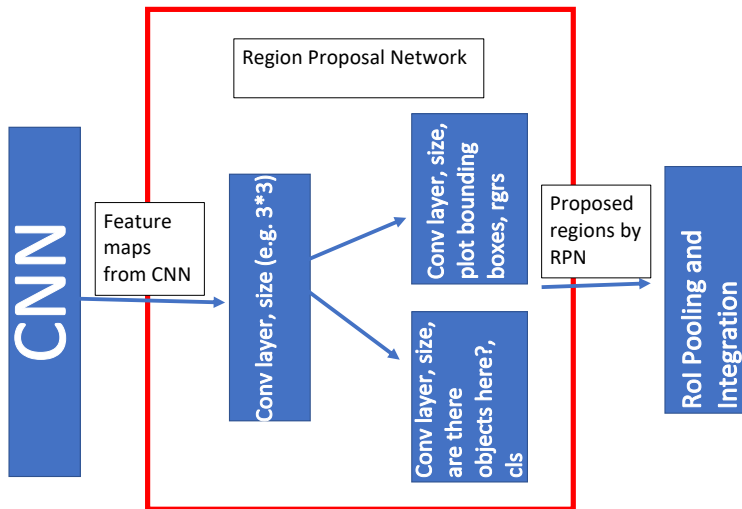 Region Proposal Network
CNN
Feature
maps
from CNN
Conv layer, size (e.g. 3*3)
Conv layer, size,
plot bounding
boxes, rgrs
Conv layer, size,
are there
objects here?,
cls
Proposed
regions by
RPN
RoI Pooling and
Integration